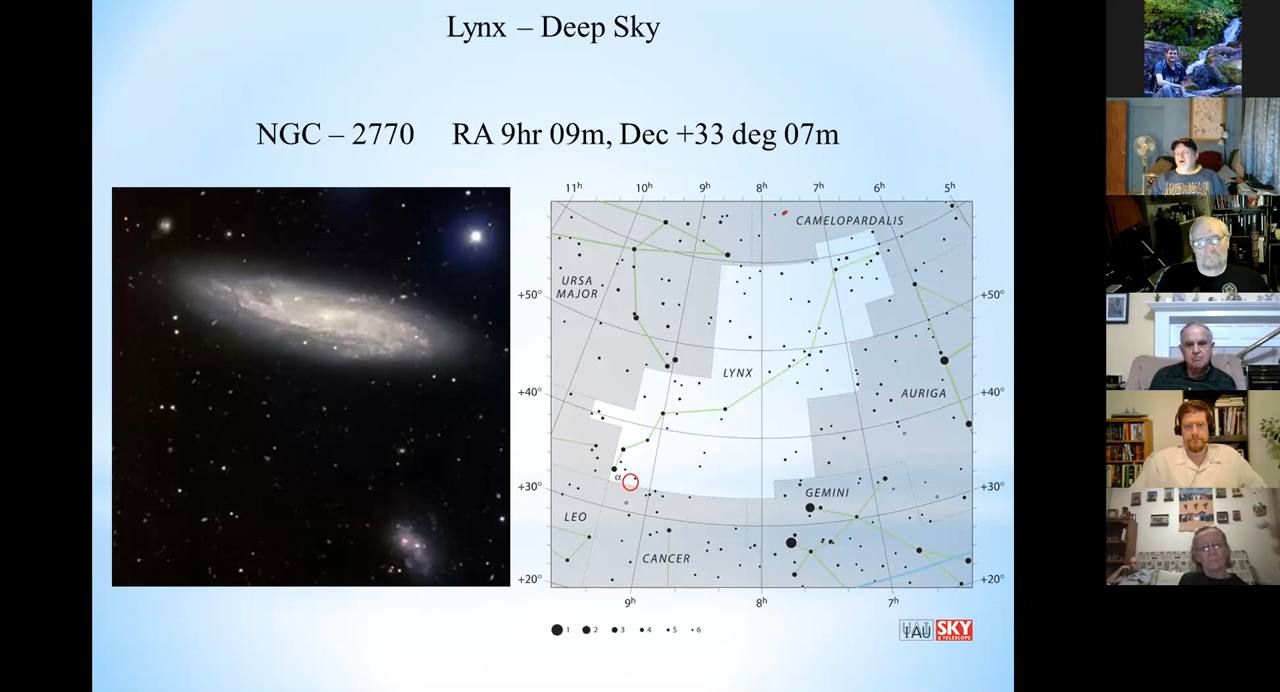 Lynx – Deep Sky
NGC – 2770 RA 9hr 09m, Dec +33 deg 07m
11h 10h 9h 8h 7h 6h 5h
CAMELOPARDALIS
URSA
MAJOR
+50° +50°
LYNX
+40° AURIGA +40°
α
+30° GEMINI +30°
LEO
CANCER
+20° +20°
9h 8h 7h
1 2 3 4 5 6
IAU SKY
& TELESCOPE